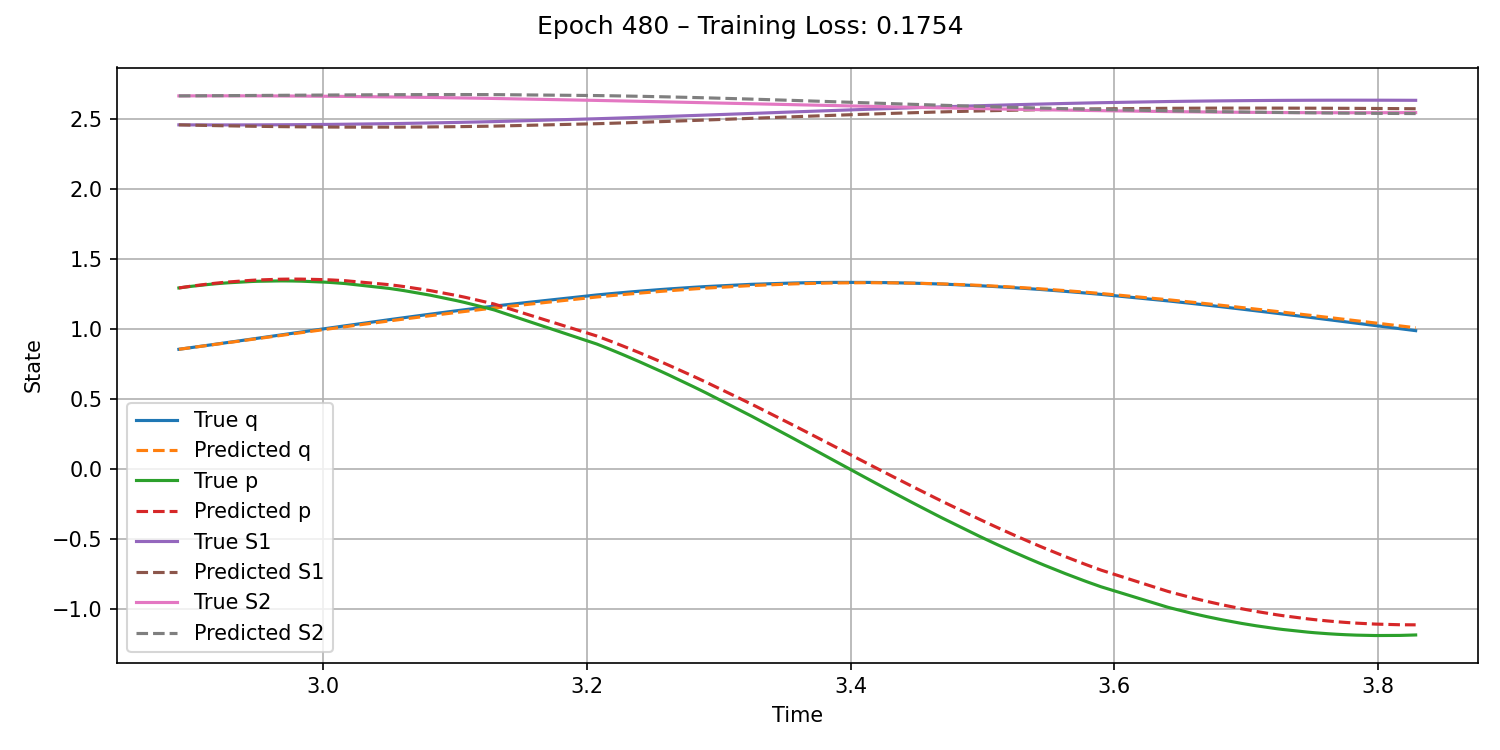 Epoch 480 – Training Loss: 0.1754
2.5
2.0
1.5
1.0
0.5
0.0
−0.5
−1.0
State
True q
Predicted q
True p
Predicted p
True S1
Predicted S1
True S2
Predicted S2
3.0 3.2 3.4 3.6 3.8
Time